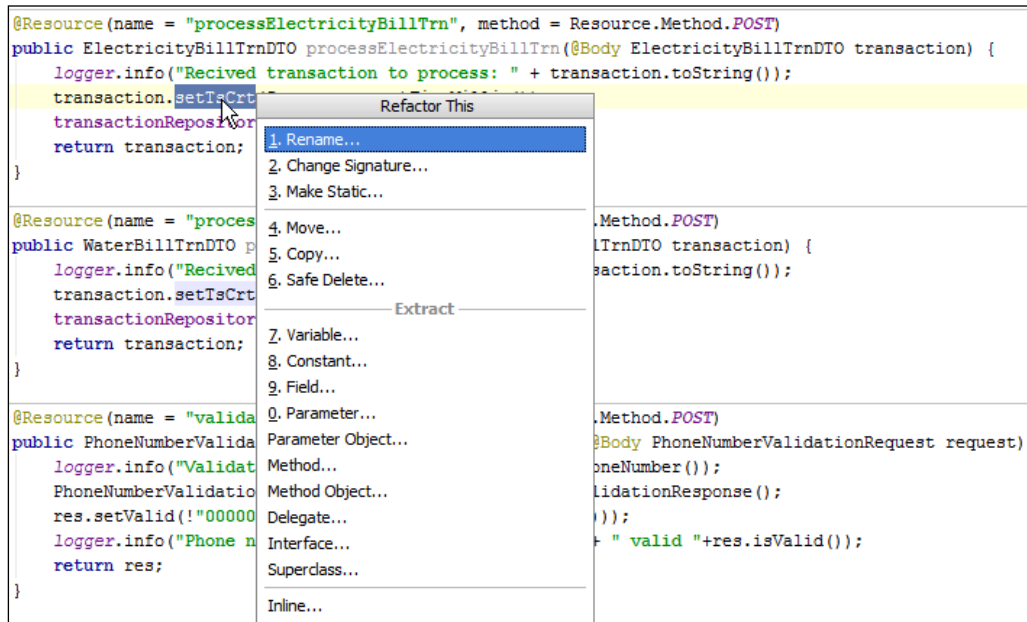 @Resource(name = "processElectricityBillTrn", method = Resource.Method.POST)
public ElectricityBillTrnDTO processElectricityBillTrn(@Body ElectricityBillTrnDTO transaction) {
logger.info("Recived transaction to process: " + transaction.toString());
transaction.setTsCrt
transactionRepositor
return transaction;
}
Refactor This
1. Rename...
2. Change Signature...
3. Make Static...
4. Move...
5. Copy...
6. Safe Delete...
Extract
7. Variable...
8. Constant...
9. Field...
0. Parameter...
Parameter Object...
Method...
Method Object...
Delegate...
Interface...
Superclass...
Inline...
@Resource(name = "proces .Method.POST)
public WaterBillTrnDTO p lTrnDTO transaction) {
logger.info("Recived saction.toString());
transaction.setTsCrt
transactionRepositor
return transaction;
}
@Resource(name = "valida .Method.POST)
public PhoneNumberValida @Body PhoneNumberValidationRequest request)
logger.info("Validat oneNumber());
PhoneNumberValidatio lidationResponse();
res.setValid(!"00000 )));
logger.info("Phone n + " valid "+res.isValid());
return res;
}